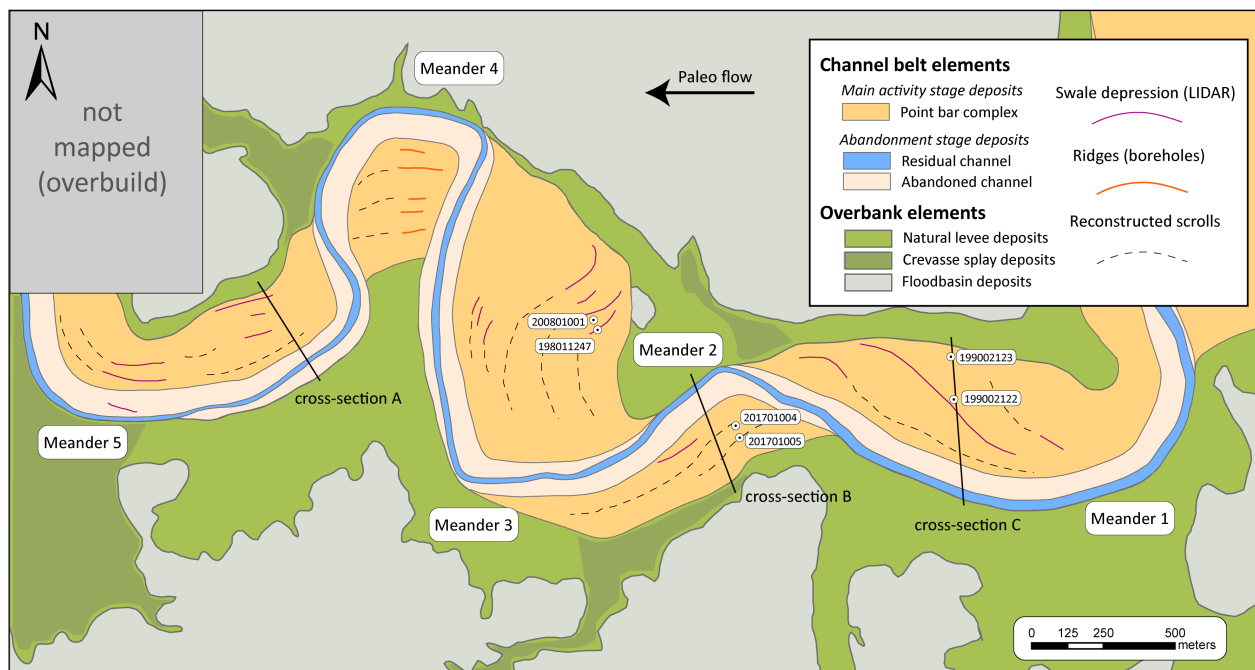 N
not
mapped
(overbuild)
Meander 4
Paleo flow
Channel belt elements
Main activity stage deposits
Point bar complex
Abandonment stage deposits
Residual channel
Abandoned channel
Overbank elements
Natural levee deposits
Crevasse splay deposits
Floodbasin deposits
Swale depression (LIDAR)
Ridges (boreholes)
Reconstructed scrolls
200801001
198011247
Meander 2
199002123
199002122
cross-section A
201701004
201701005
Meander 5
cross-section B
Meander 3
cross-section C
Meander 1
0 125 250 500
meters